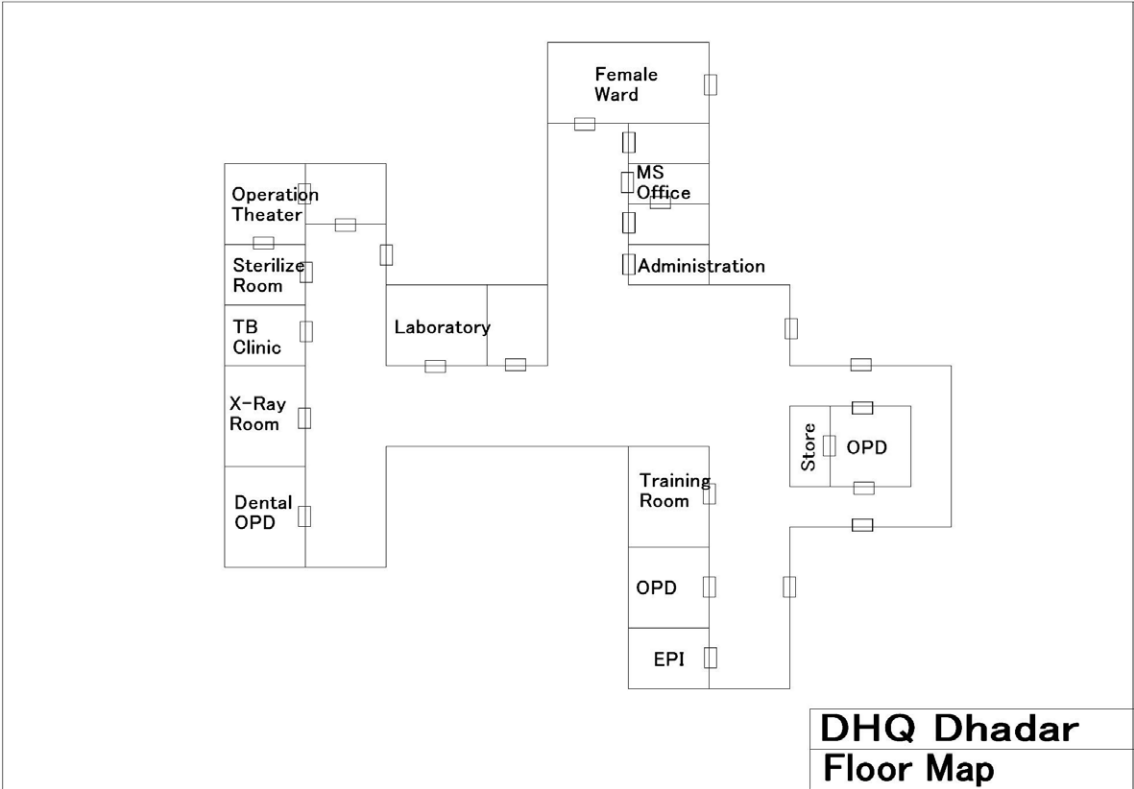 Female
Ward
MS
Office
Operation
Theater
Sterilize
Room
Administration
TB
Clinic
Laboratory
X-Ray
Room
Store
OPD
Training
Room
Dental
OPD
OPD
EPI
DHQ Dhadar
Floor Map